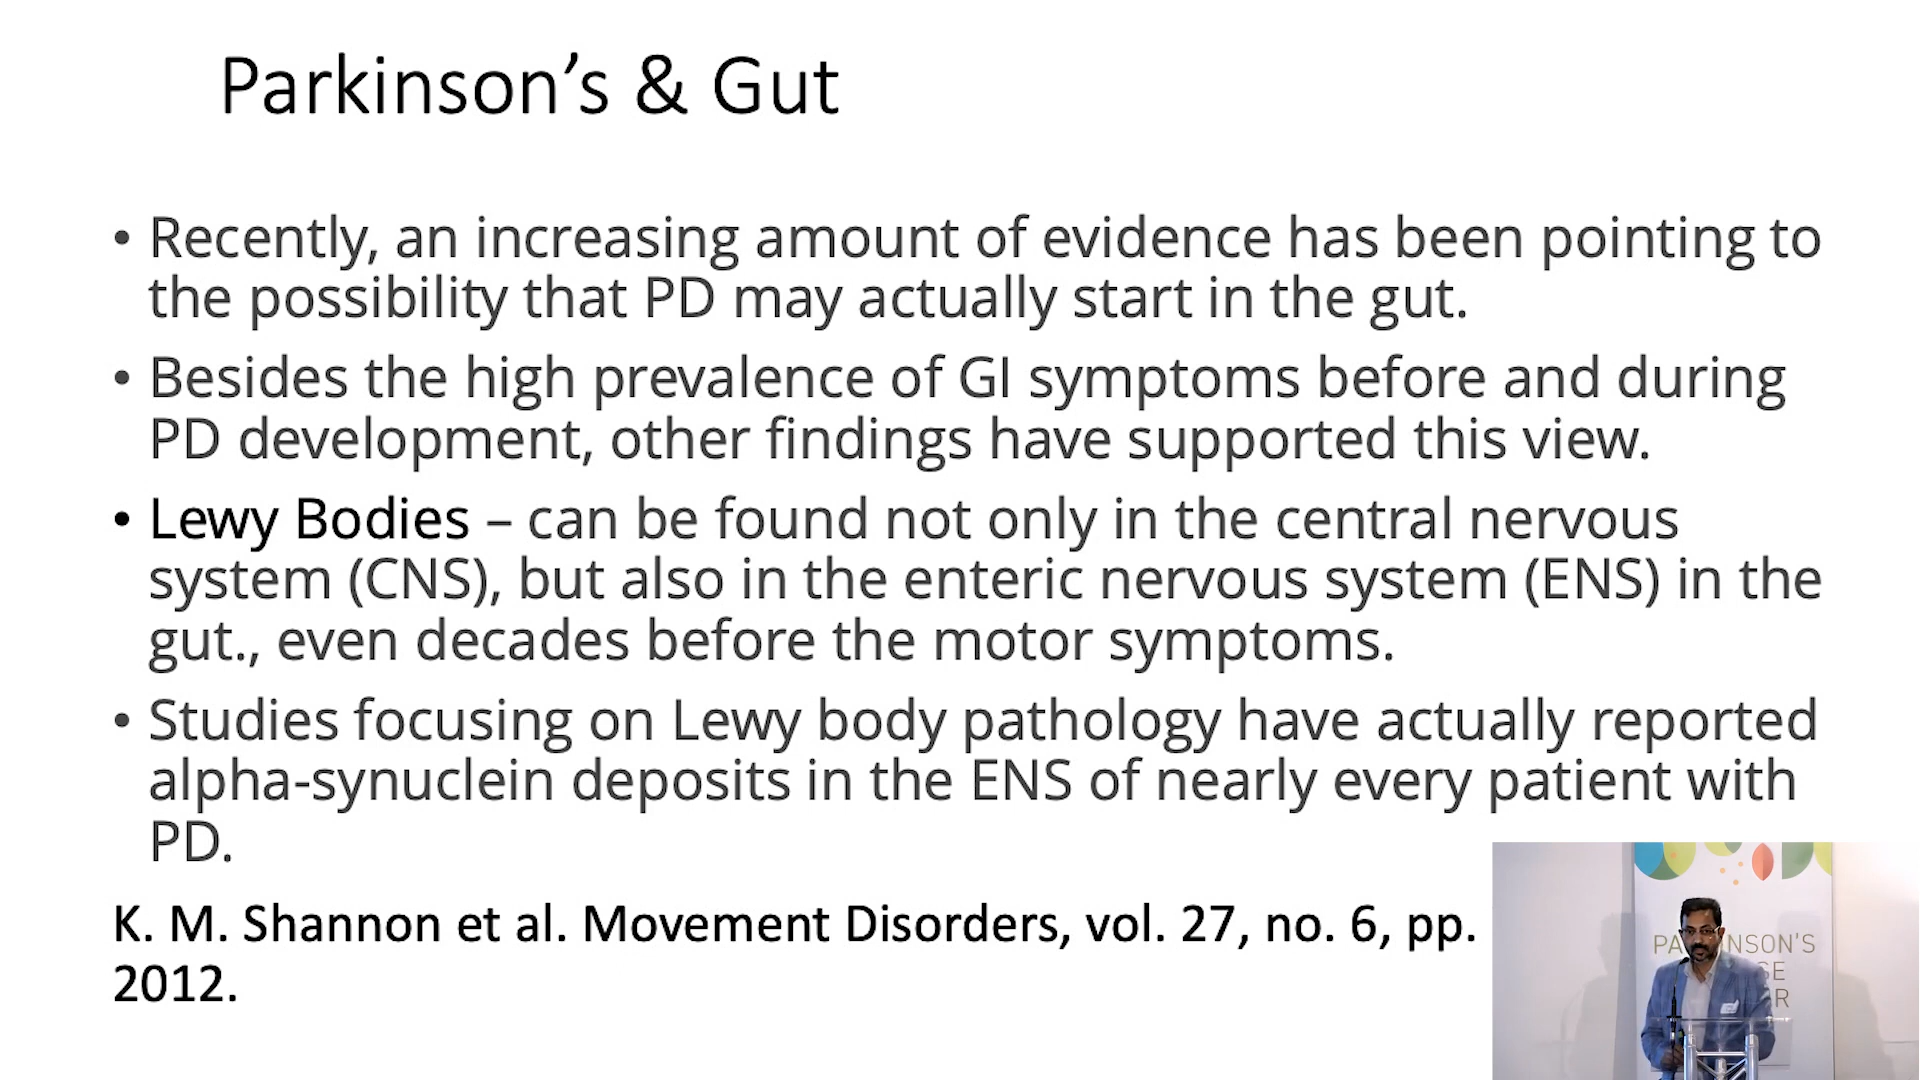 Parkinson’s & Gut
• Recently, an increasing amount of evidence has been pointing to
the possibility that PD may actually start in the gut.
• Besides the high prevalence of GI symptoms before and during
PD development, other findings have supported this view.
• Lewy Bodies – can be found not only in the central nervous
system (CNS), but also in the enteric nervous system (ENS) in the
gut., even decades before the motor symptoms.
• Studies focusing on Lewy body pathology have actually reported
alpha-synuclein deposits in the ENS of nearly every patient with
PD.
K. M. Shannon et al. Movement Disorders, vol. 27, no. 6, pp.
2012.